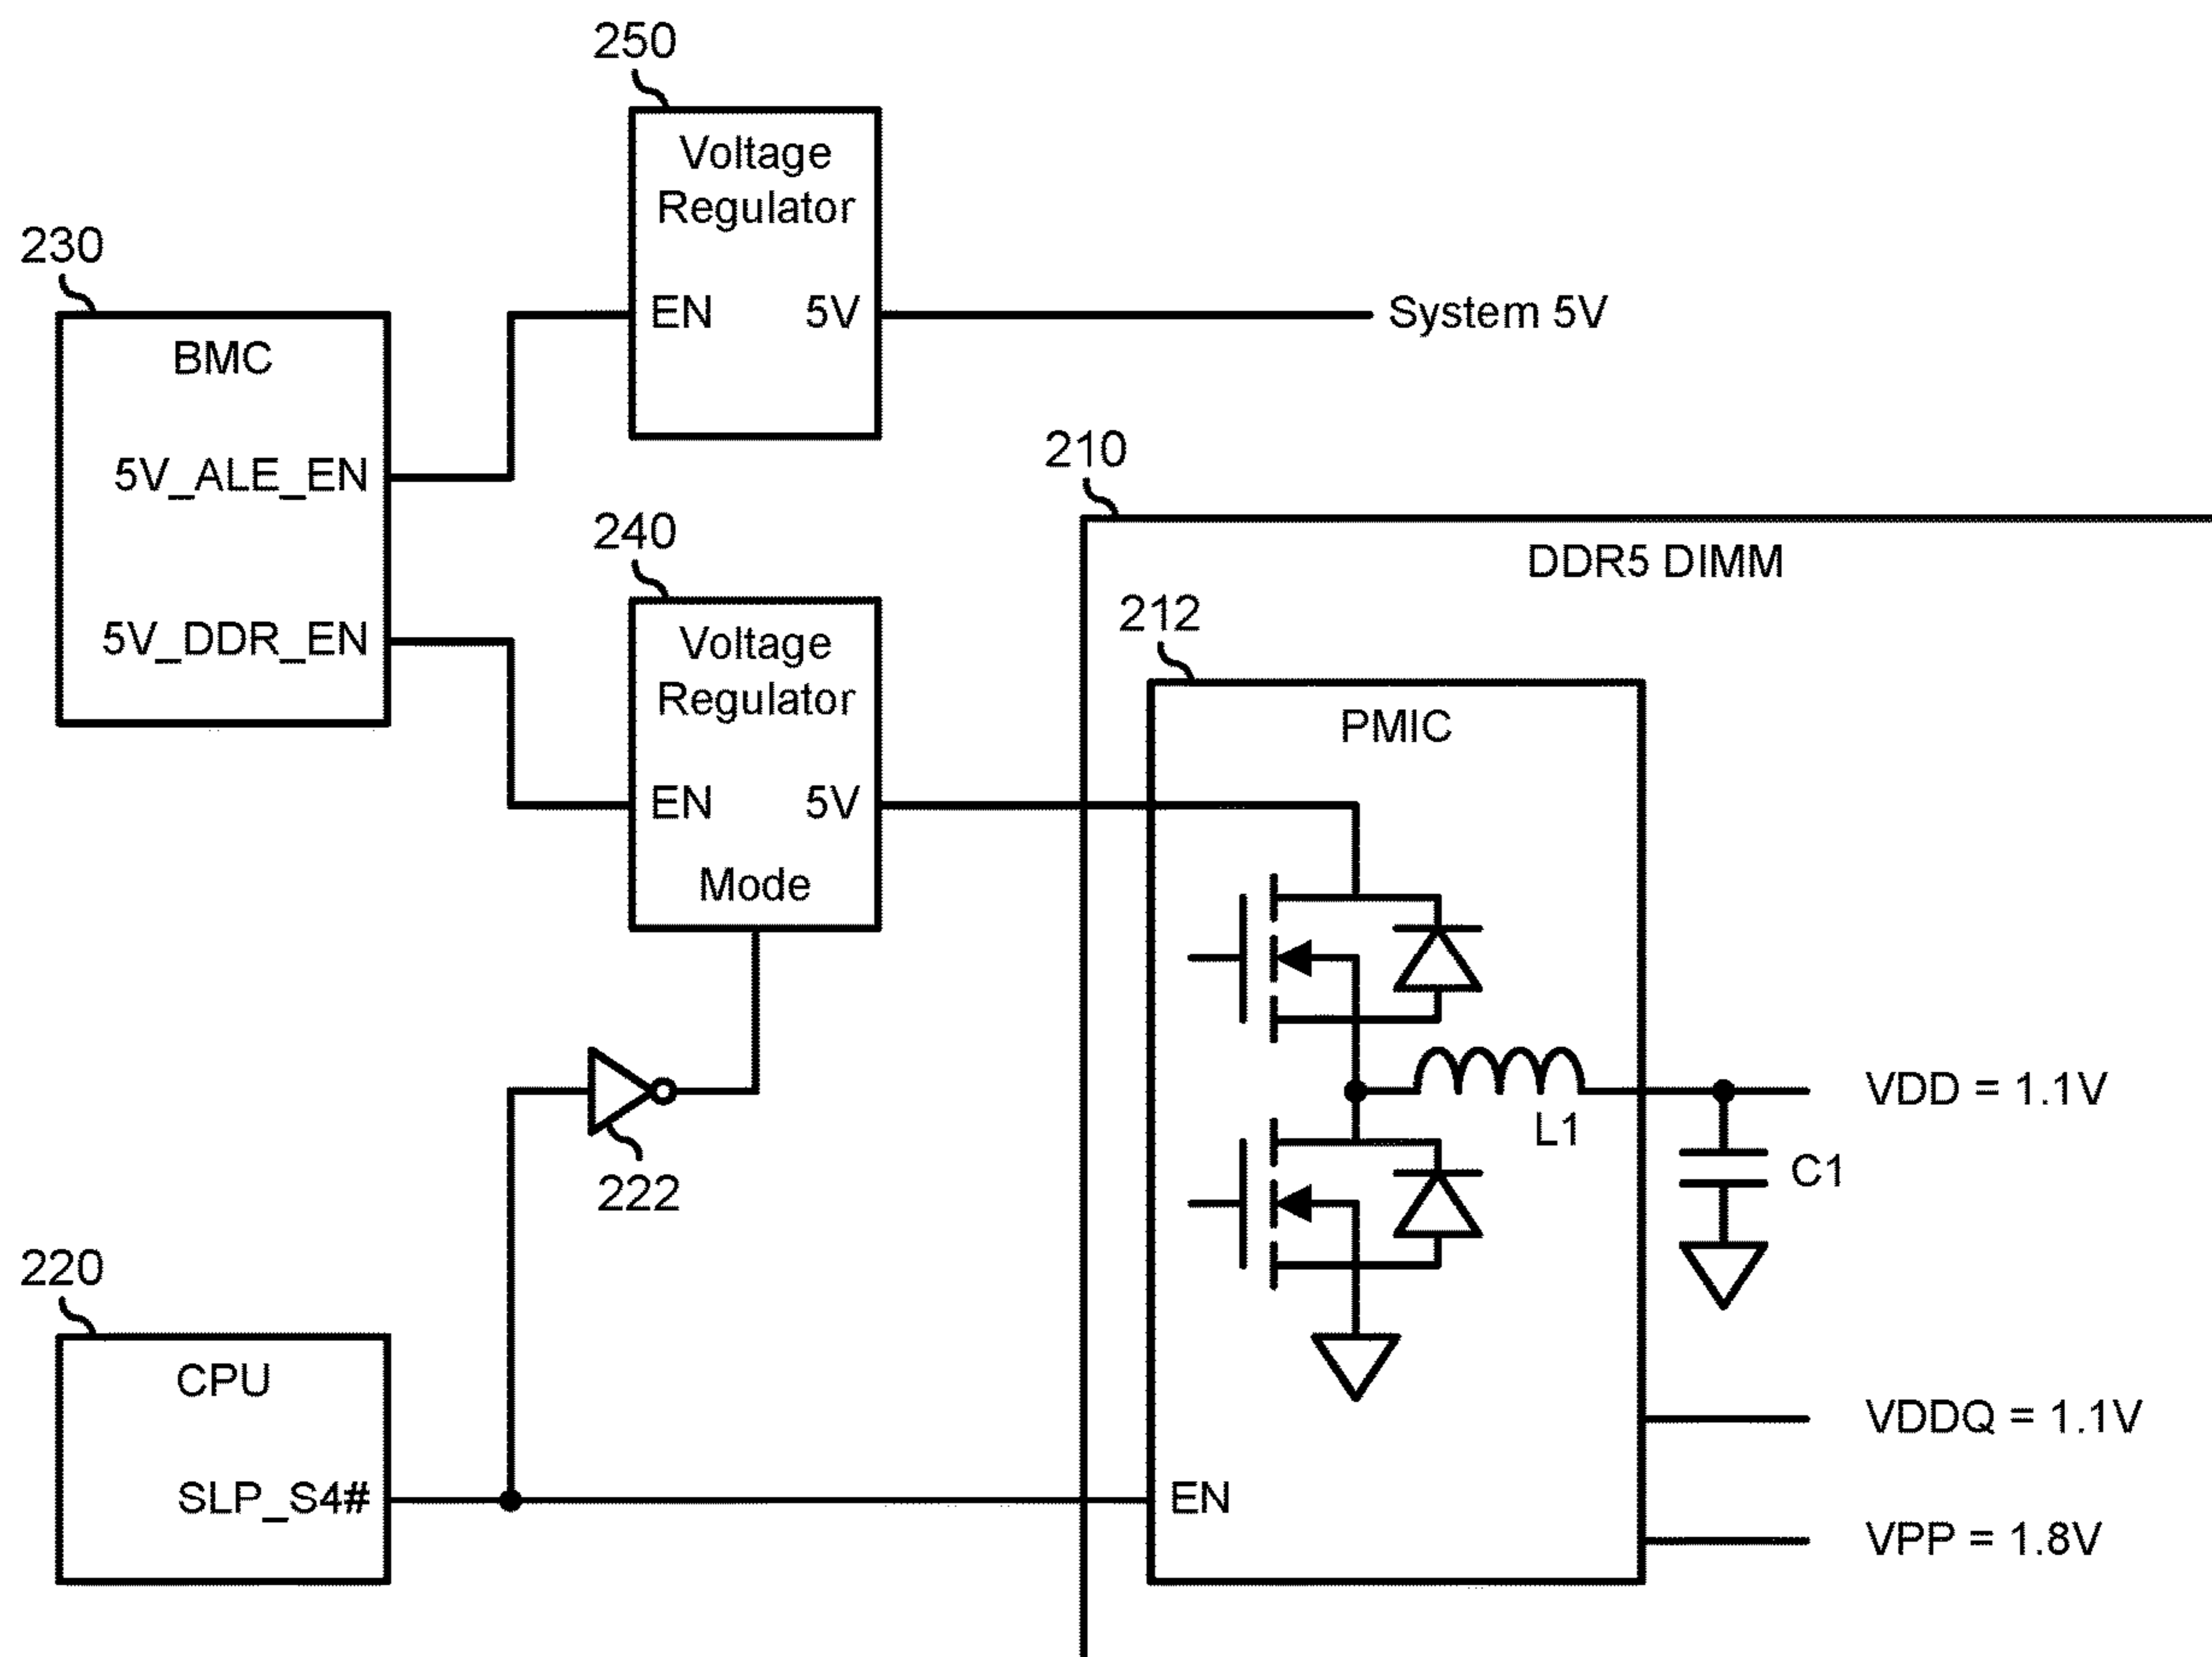 250
Voltage
Regulator
EN
5V
System 5V
230
BMC
5V_ALE_EN
5V_DDR_EN
240
Voltage
Regulator
EN
5V
Mode
210
DDR5 DIMM
212
PMIC
L1
VDD = 1.1V
C1
222
220
CPU
SLP_S4#
EN
VDDQ = 1.1V
VPP = 1.8V